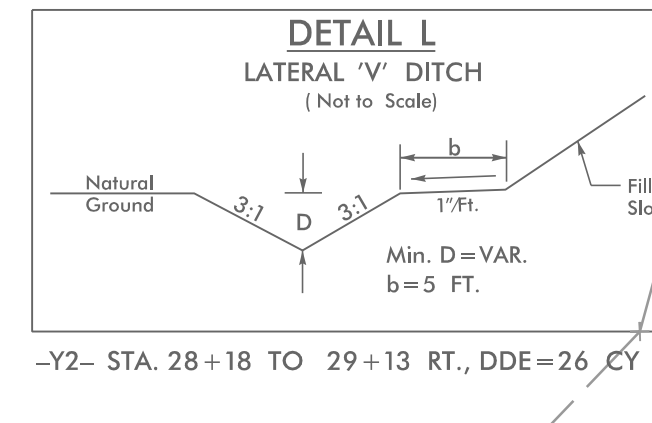 DETAIL L
LATERAL 'V' DITCH
( Not to Scale)
Natural
Ground
3:1
D
3:1
b
1"/Ft.
Fill
Min. D=VAR.
b=5 FT.
–Y2– STA. 28+18 TO 29+13 RT., DDE=26 CY